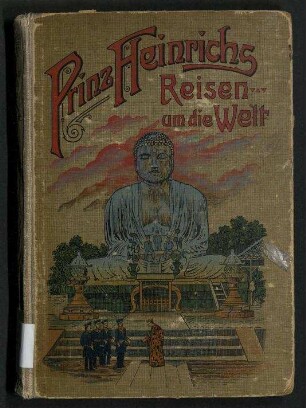 Prinz Heinrichs
Reisen
um die Welt